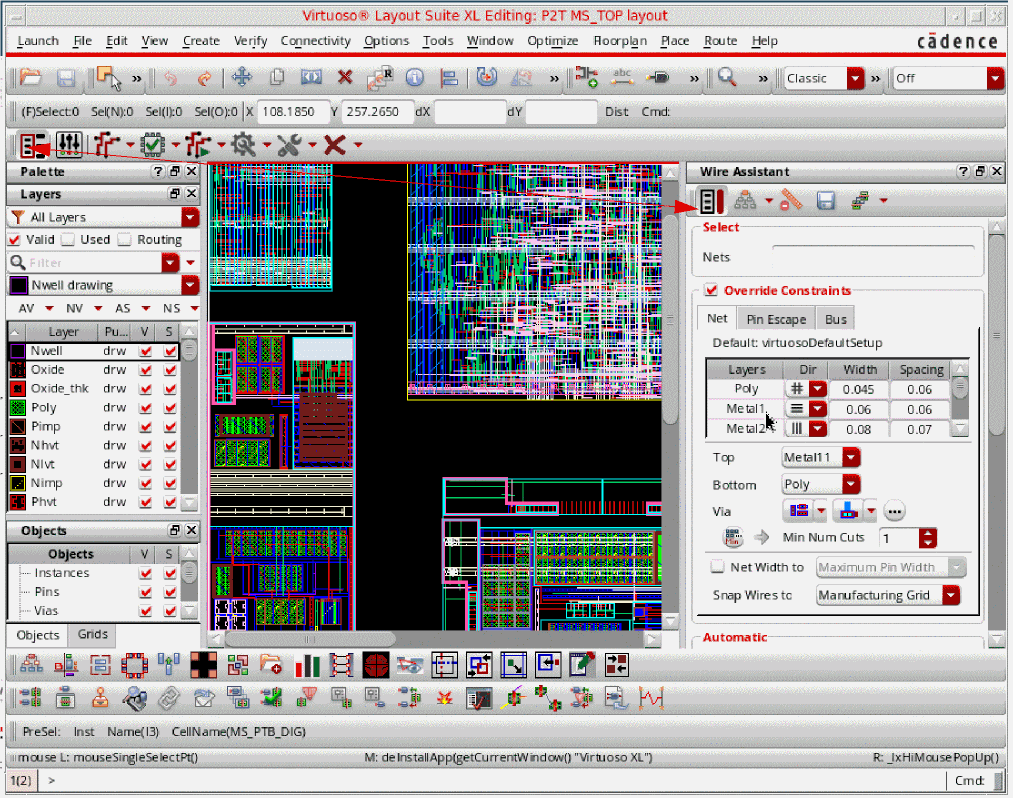 Virtuoso® Layout Suite XL Editing: P2T MS_TOP layout
Launch File Edit View Create Verify Connectivity Options Tools Window Optimize Floorplan Place Route Help cādence
Classic Off
(F)Select:0 Sel(N):0 Sel(I):0 Sel(O):0 X 108.1850 Y 257.2650 dX dY Dist Cmd:
Palette
Layers
All Layers
Valid Used Routing
Filter
Nwell drawing
AV NV AS NS
Layer Pu... V S
Nwell drw
Oxide drw
Oxide_thk drw
Poly drw
Pimp drw
Nhvt drw
Nlvt drw
Nimp drw
Phvt drw
Objects
Objects V S
Instances
Pins
Vias
Objects Grids
Wire Assistant
Select
Nets
Override Constraints
Net Pin Escape Bus
Default: virtuosoDefaultSetup
Layers Dir Width Spacing
Poly 0.045 0.06
Metal1 0.06 0.06
Metal2 0.08 0.07
Top Metal11
Bottom Poly
Via
Min Num Cuts 1
Net Width to Maximum Pin Width
Snap Wires to Manufacturing Grid
Automatic
PreSel: Inst Name(I3) CellName(MS_PTB_DIG)
mouse L: mouseSingleSelectPt() M: deInstallApp(getCurrentWindow() "Virtuoso XL") R: _lxHiMousePopUp()
1(2) > Cmd: